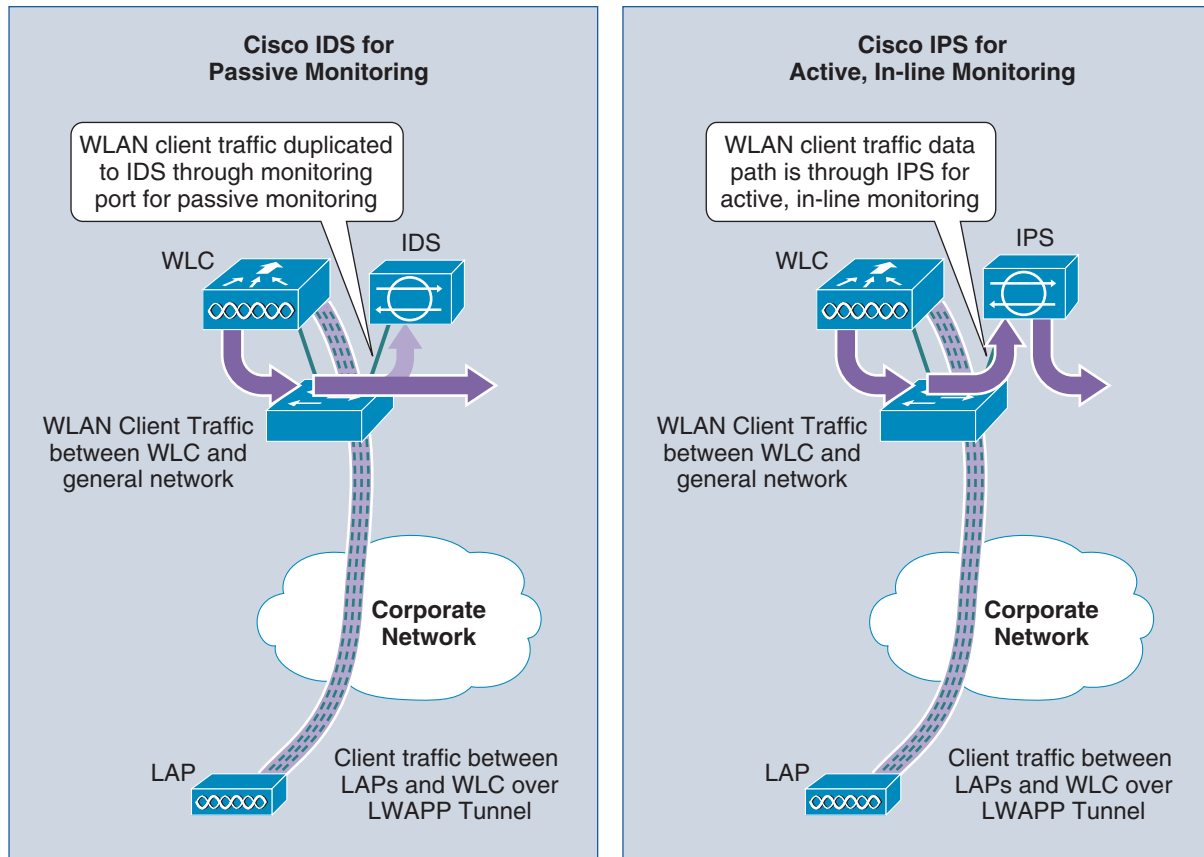 Cisco IDS for
Passive Monitoring
WLAN client traffic duplicated
to IDS through monitoring
port for passive monitoring
IDS
WLC
WLAN Client Traffic
between WLC and
general network
Corporate
Network
LAP
Client traffic between
LAPs and WLC over
LWAPP Tunnel
Cisco IPS for
Active, In-line Monitoring
WLAN client traffic data
path is through IPS for
active, in-line monitoring
IPS
WLC
WLAN Client Traffic
between WLC and
general network
Corporate
Network
LAP
Client traffic between
LAPs and WLC over
LWAPP Tunnel